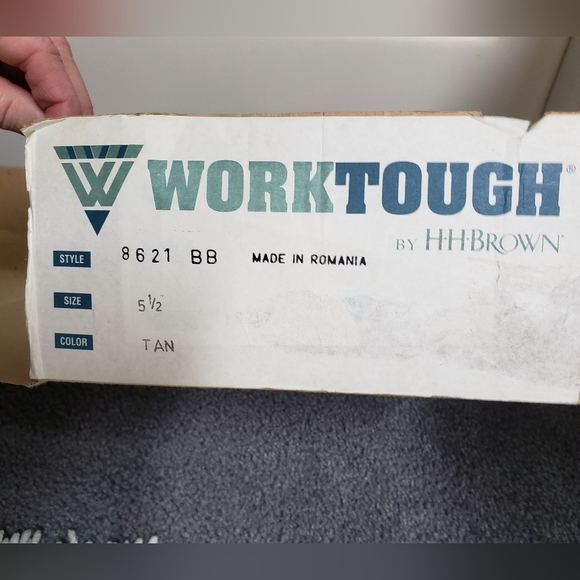 W WORKTOUGH®
BY H·H·BROWN
STYLE 8621 BB MADE IN ROMANIA
SIZE 5½
COLOR TAN